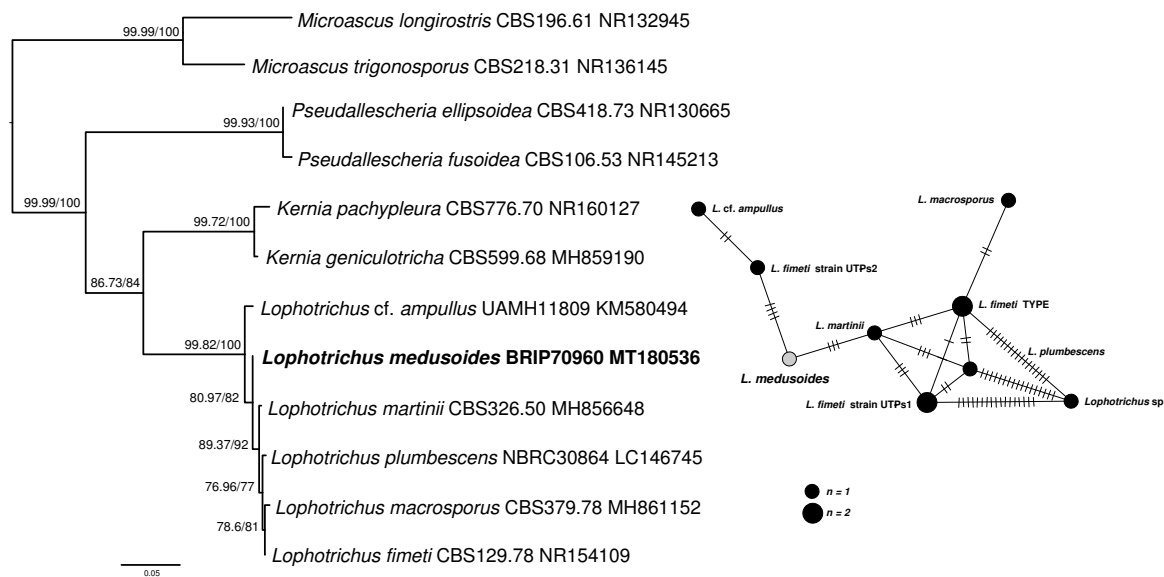 Microascus longirostris CBS196.61 NR132945
99.99/100
Microascus trigonosporus CBS218.31 NR136145
Pseudallescheria ellipsoidea CBS418.73 NR130665
99.93/100
Pseudallescheria fusoidea CBS106.53 NR145213
99.99/100
Kernia pachypleura CBS776.70 NR160127
99.72/100
Kernia geniculotricha CBS599.68 MH859190
86.73/84
Lophotrichus cf. ampullus UAMH11809 KM580494
99.82/100
Lophotrichus medusoides BRIP70960 MT180536
80.97/82
Lophotrichus martinii CBS326.50 MH856648
89.37/92
Lophotrichus plumbescens NBRC30864 LC146745
76.96/77
Lophotrichus macrosporus CBS379.78 MH861152
78.6/81
Lophotrichus fimeti CBS129.78 NR154109
0.05
L. cf. ampullus
L. macrosporus
L. fimeti strain UTPs2
L. fimeti TYPE
L. martinii
L. plumbescens
L. medusoides
L. fimeti strain UTPs1
Lophotrichus sp
n = 1
n = 2